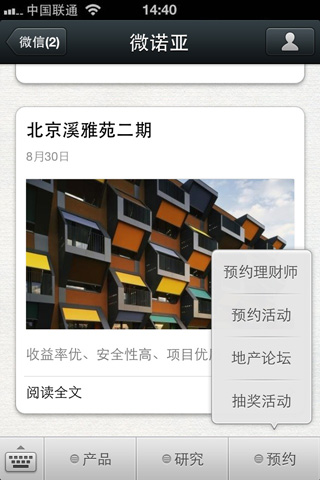 中国联通 14:40
微信(2)
微诺亚
北京溪雅苑二期
8月30日
收益率优、安全性高、项目优
阅读全文
预约理财师
预约活动
地产论坛
抽奖活动
产品
研究
预约